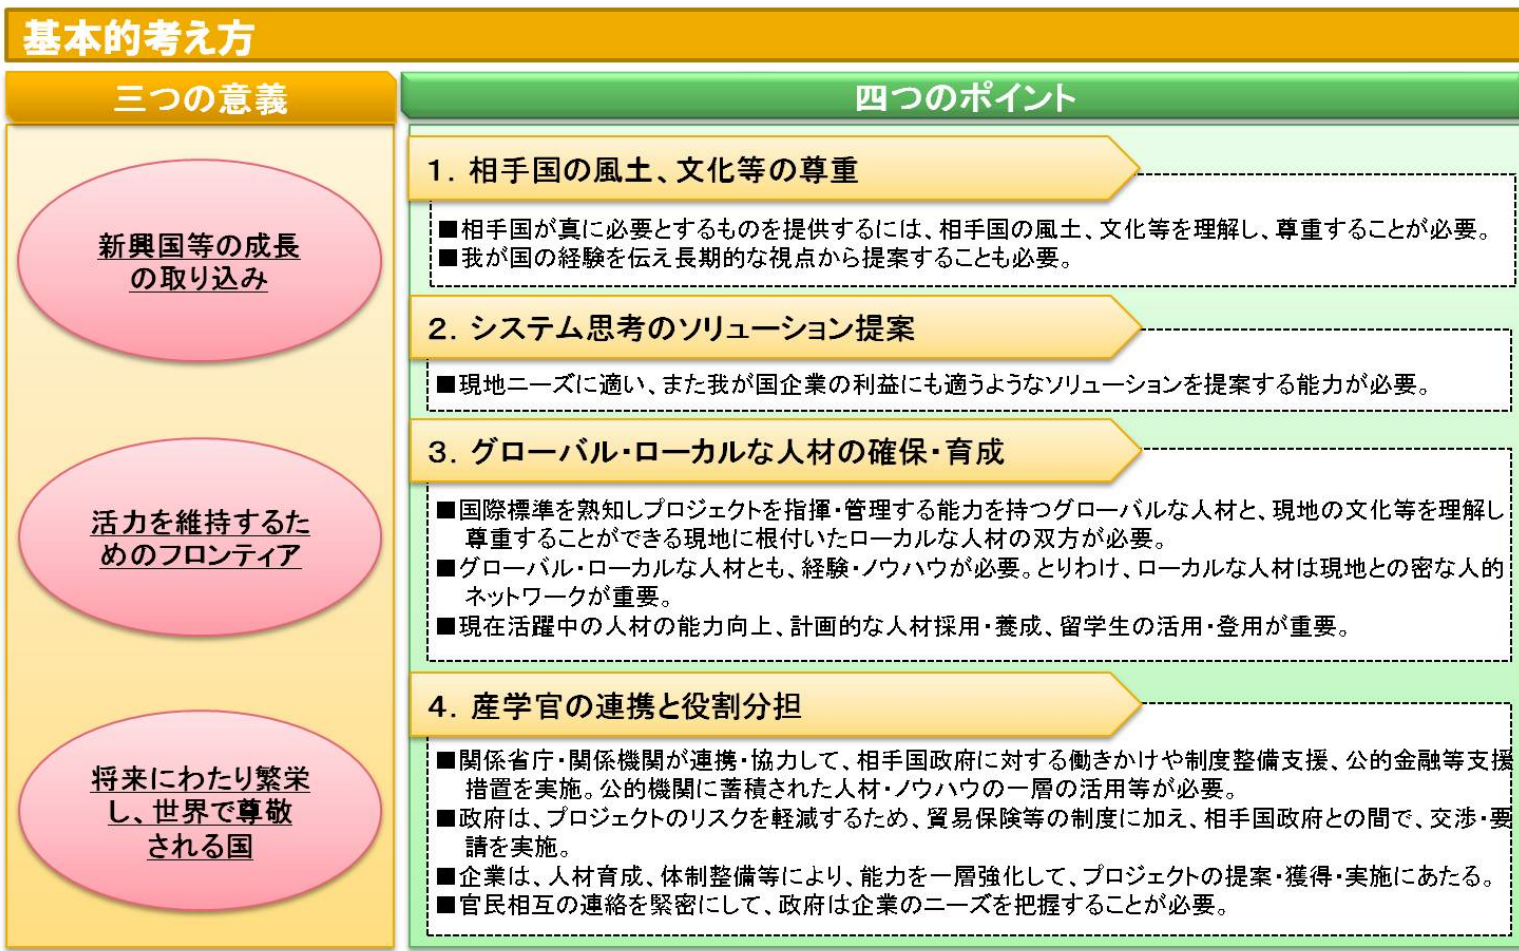 基本的考え方
三つの意義
新興国等の成長
の取り込み
活力を維持するた
めのフロンティア
将来にわたり繁栄
し、世界で尊敬
される国
四つのポイント
１．相手国の風土、文化等の尊重
■相手国が真に必要とするものを提供するには、相手国の風土、文化等を理解し、尊重することが必要。
■我が国の経験を伝え長期的な視点から提案することも必要。
２．システム思考のソリューション提案
■現地ニーズに適い、また我が国企業の利益にも適うようなソリューションを提案する能力が必要。
３．グローバル・ローカルな人材の確保・育成
■国際標準を熟知しプロジェクトを指揮・管理する能力を持つグローバルな人材と、現地の文化等を理解し
尊重することができる現地に根付いたローカルな人材の双方が必要。
■グローバル・ローカルな人材とも、経験・ノウハウが必要。とりわけ、ローカルな人材は現地との密な人的
ネットワークが重要。
■現在活躍中の人材の能力向上、計画的な人材採用・養成、留学生の活用・登用が重要。
４．産学官の連携と役割分担
■関係省庁・関係機関が連携・協力して、相手国政府に対する働きかけや制度整備支援、公的金融等支援
措置を実施。公的機関に蓄積された人材・ノウハウの一層の活用等が必要。
■政府は、プロジェクトのリスクを軽減するため、貿易保険等の制度に加え、相手国政府との間で、交渉・要
請を実施。
■企業は、人材育成、体制整備等により、能力を一層強化して、プロジェクトの提案・獲得・実施にあたる。
■官民相互の連絡を緊密にして、政府は企業のニーズを把握することが必要。